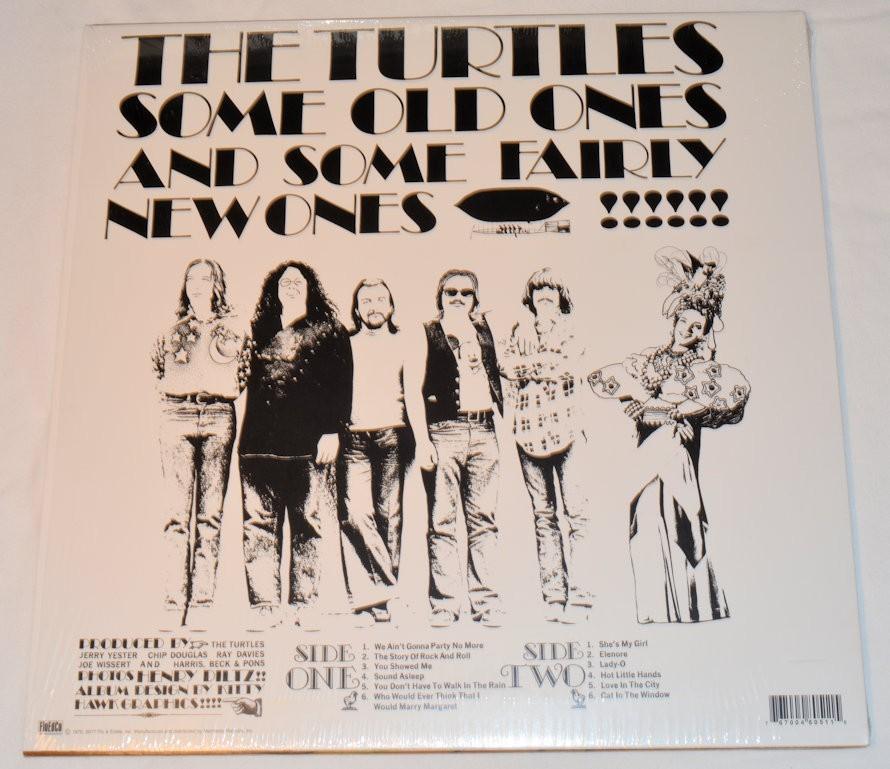 THE TURTLES
SOME OLD ONES
AND SOME FAIRLY
NEW ONES !!!!!!
PRODUCED BY THE TURTLES
JERRY YESTER CHIP DOUGLAS RAY DAVIES
JOE WISSERT AND HARRIS, BECK & PONS
PHOTOS HENRY DILTZ!!
ALBUM DESIGN BY KITTY
HAWK GRAPHICS!!!!
SIDE
ONE
1. We Ain't Gonna Party No More
2. The Story Of Rock And Roll
3. You Showed Me
4. Sound Asleep
5. You Don't Have To Walk In The Rain
6. Who Would Ever Think That I
Would Marry Margaret
SIDE
TWO
1. She's My Girl
2. Elenore
3. Lady-O
4. Hot Little Hands
5. Love In The City
6. Cat In The Window
FloEdCo